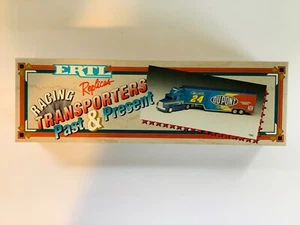 ERTL
Replicas
RACING
TRANSPORTERS
Past & Present
24
DUPONT